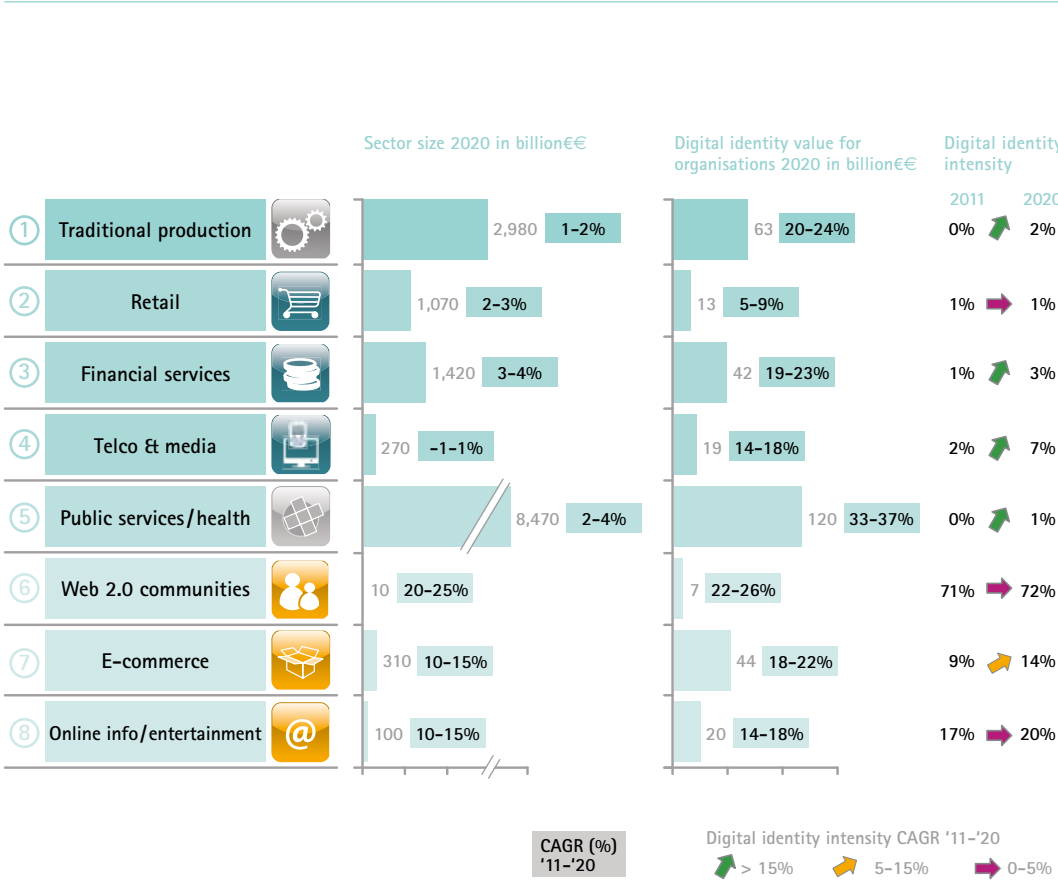 Sector size 2020 in billion€€
Digital identity value for
organisations 2020 in billion€€
Digital identity
intensity
2011 2020
1 Traditional production 2,980 1–2% 63 20–24% 0% 2%
2 Retail 1,070 2–3% 13 5–9% 1% 1%
3 Financial services 1,420 3–4% 42 19–23% 1% 3%
4 Telco & media 270 -1–1% 19 14–18% 2% 7%
5 Public services/health 8,470 2–4% 120 33–37% 0% 1%
6 Web 2.0 communities 10 20–25% 7 22–26% 71% 72%
7 E-commerce 310 10–15% 44 18–22% 9% 14%
8 Online info/entertainment @ 100 10–15% 20 14–18% 17% 20%
CAGR (%)
'11–'20
Digital identity intensity CAGR '11–'20
> 15% 5–15% 0–5%